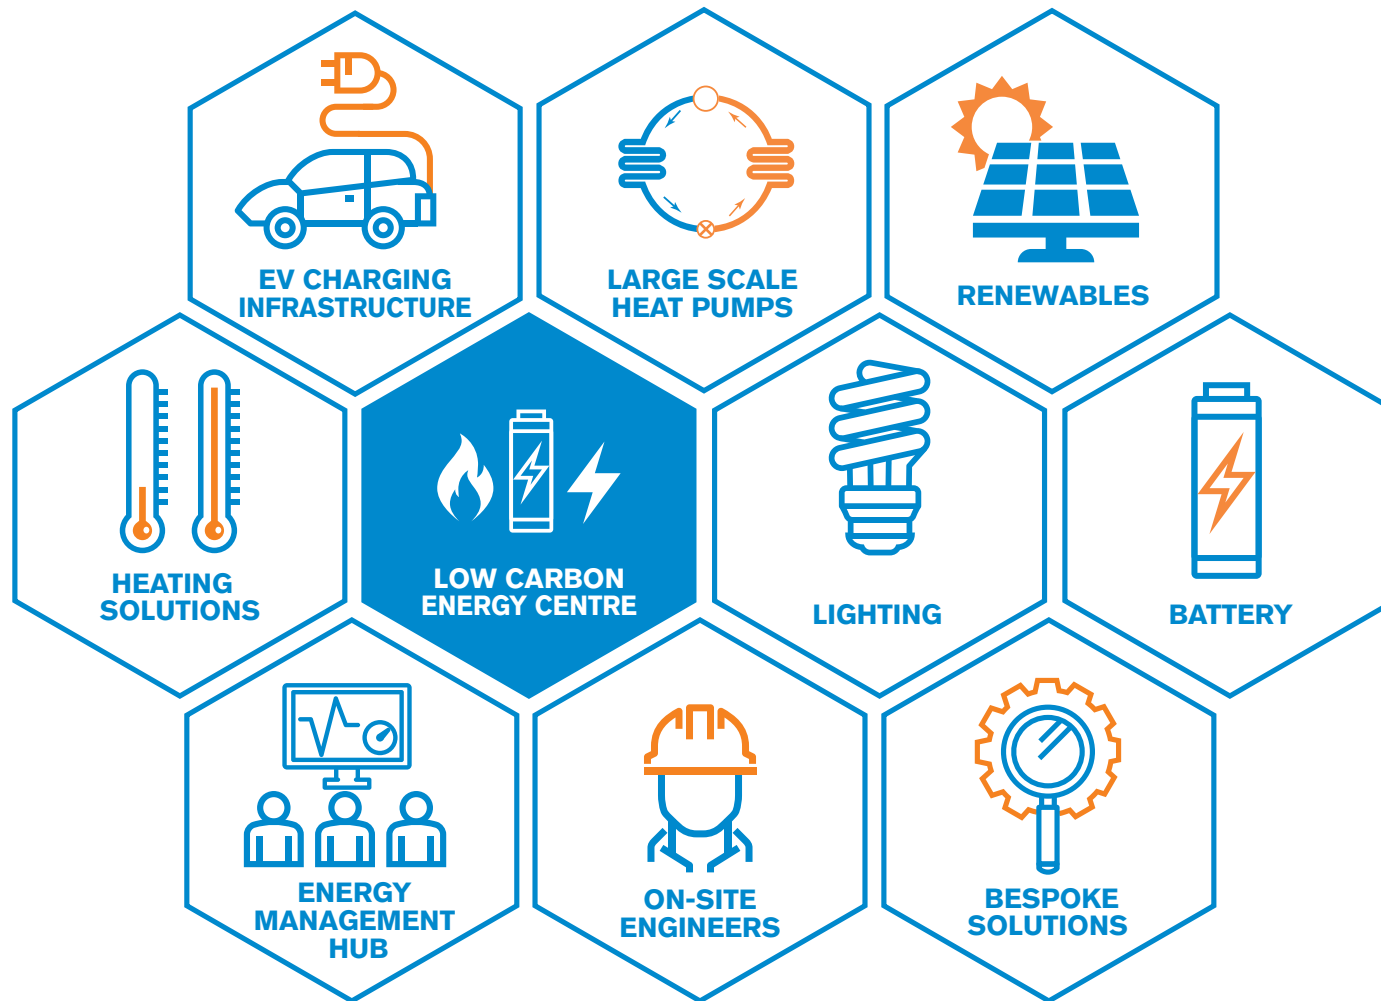 EV CHARGING
INFRASTRUCTURE
LARGE SCALE
HEAT PUMPS
RENEWABLES
HEATING
SOLUTIONS
LOW CARBON
ENERGY CENTRE
LIGHTING
BATTERY
ENERGY
MANAGEMENT
HUB
ON-SITE
ENGINEERS
BESPOKE
SOLUTIONS